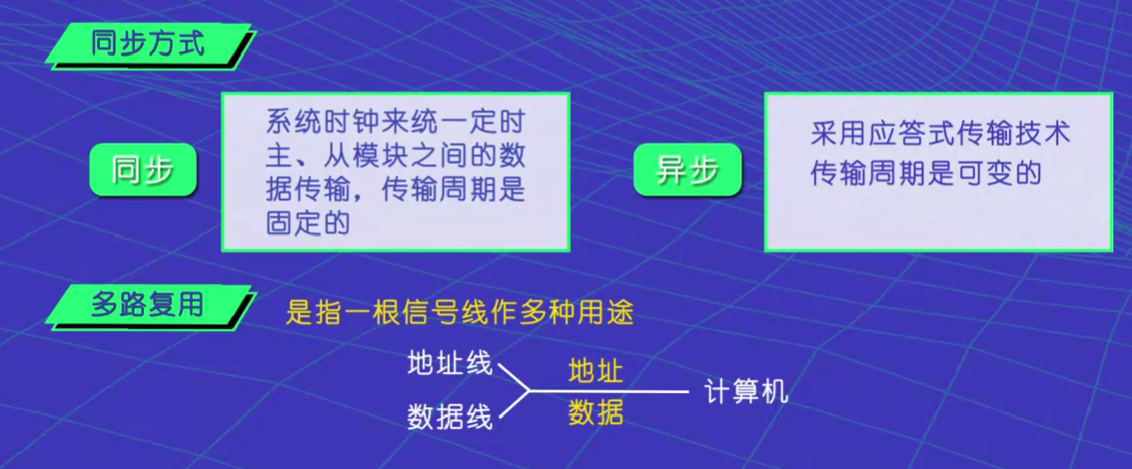 同步方式
同步
系统时钟来统一定时
主、从模块之间的数
据传输，传输周期是
固定的
异步
采用应答式传输技术
传输周期是可变的
多路复用
是指一根信号线作多种用途
地址线
数据线
地址
数据
计算机